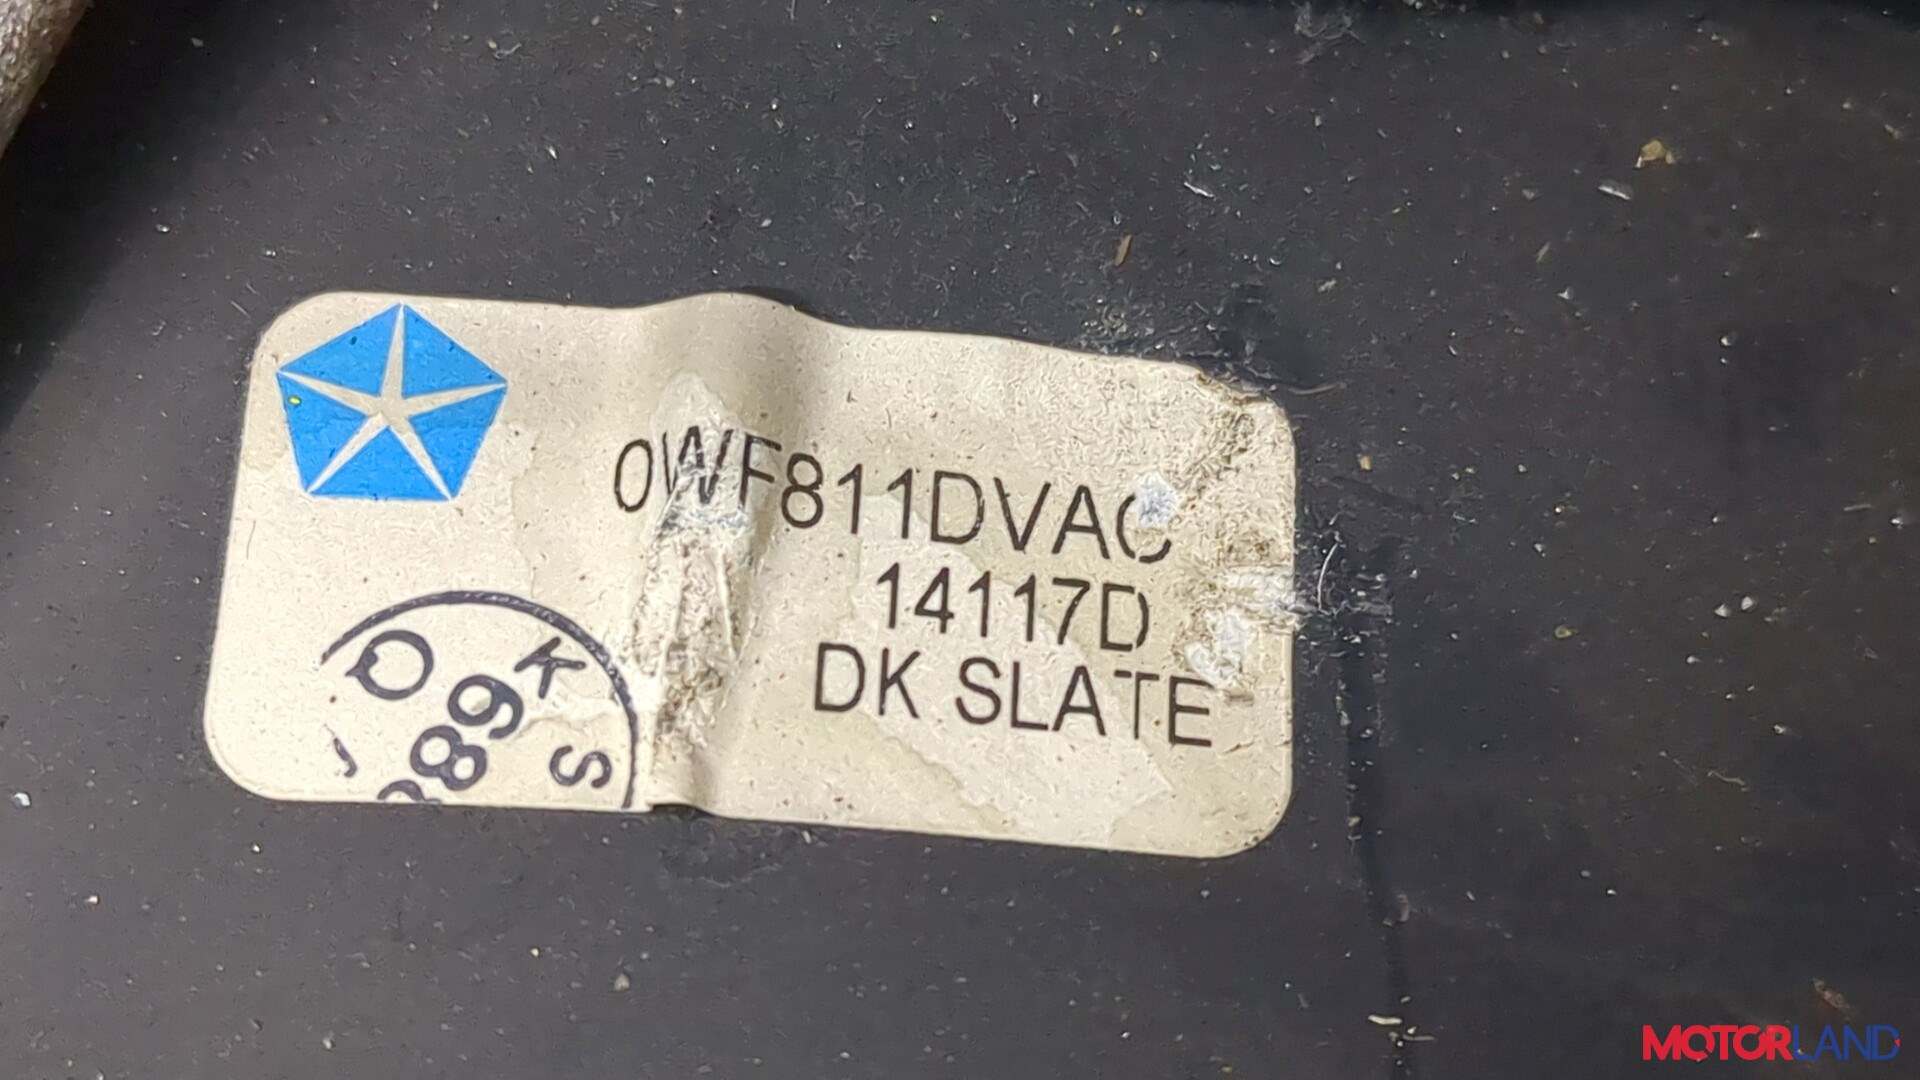 0WF811DVAC
14117D
DK SLATE
K
S
MOTORLAND